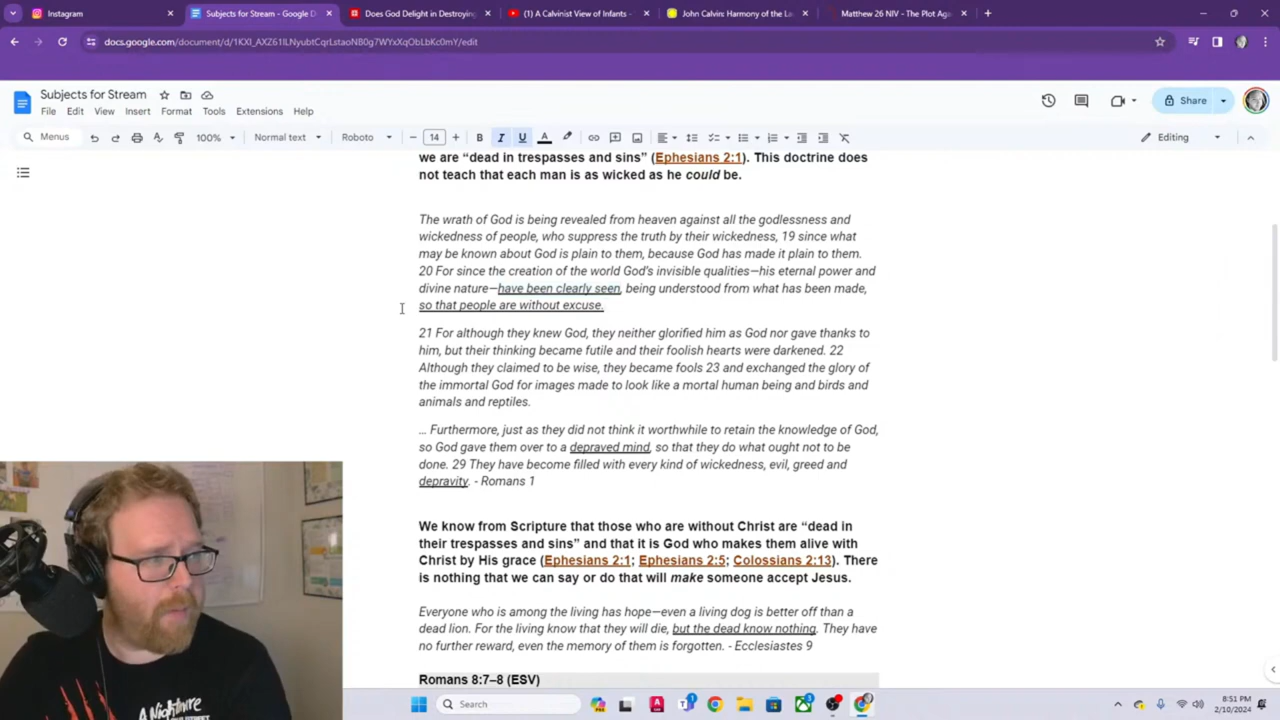 Instagram
Subjects for Stream - Google D
Does God Delight in Destroying
(1) A Calvinist View of Infants -
John Calvin: Harmony of the La
Matthew 26 NIV - The Plot Aga
Subjects for Stream
File Edit View Insert Format Tools Extensions Help
Share
Menus 100% Normal text Roboto 14 Editing
we are “dead in trespasses and sins” (Ephesians 2:1). This doctrine does
not teach that each man is as wicked as he could be.
The wrath of God is being revealed from heaven against all the godlessness and
wickedness of people, who suppress the truth by their wickedness, 19 since what
may be known about God is plain to them, because God has made it plain to them.
20 For since the creation of the world God’s invisible qualities—his eternal power and
divine nature—have been clearly seen, being understood from what has been made,
so that people are without excuse.
21 For although they knew God, they neither glorified him as God nor gave thanks to
him, but their thinking became futile and their foolish hearts were darkened. 22
Although they claimed to be wise, they became fools 23 and exchanged the glory of
the immortal God for images made to look like a mortal human being and birds and
animals and reptiles.
… Furthermore, just as they did not think it worthwhile to retain the knowledge of God,
so God gave them over to a depraved mind, so that they do what ought not to be
done. 29 They have become filled with every kind of wickedness, evil, greed and
depravity. - Romans 1
We know from Scripture that those who are without Christ are “dead in
their trespasses and sins” and that it is God who makes them alive with
Christ by His grace (Ephesians 2:1; Ephesians 2:5; Colossians 2:13). There
is nothing that we can say or do that will make someone accept Jesus.
Everyone who is among the living has hope—even a living dog is better off than a
dead lion. For the living know that they will die, but the dead know nothing. They have
no further reward, even the memory of them is forgotten. - Ecclesiastes 9
Romans 8:7–8 (ESV)
A Nightmare
Search
8:51 PM
2/10/2024